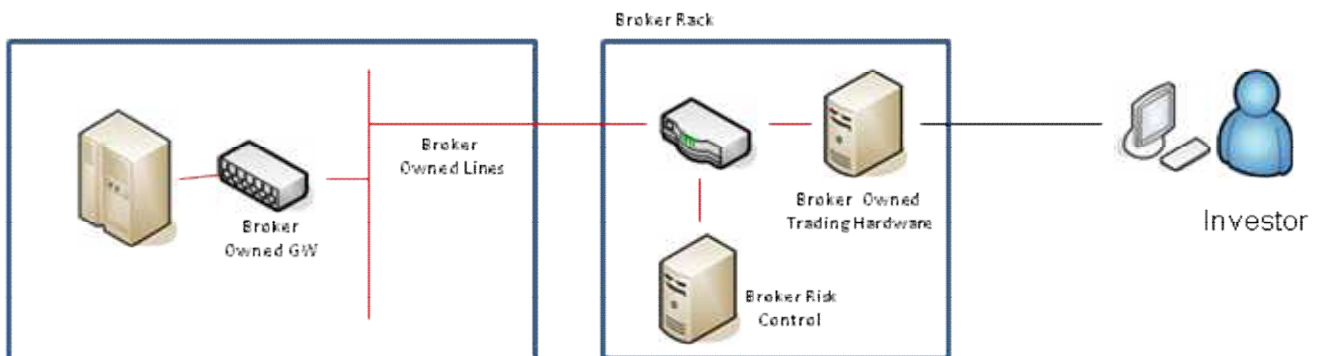 Broker Rack
Broker
Owned Lines
Broker
Owned GW
Broker Owned
Trading Hardware
Broker Risk
Control
Investor